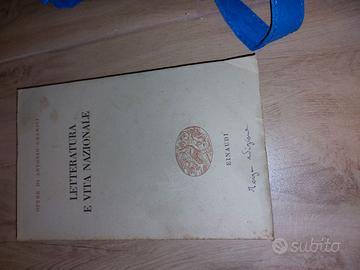 OPERE DI ANTONIO GRAMSCI
LETTERATURA
E VITA NAZIONALE
EINAUDI
subito